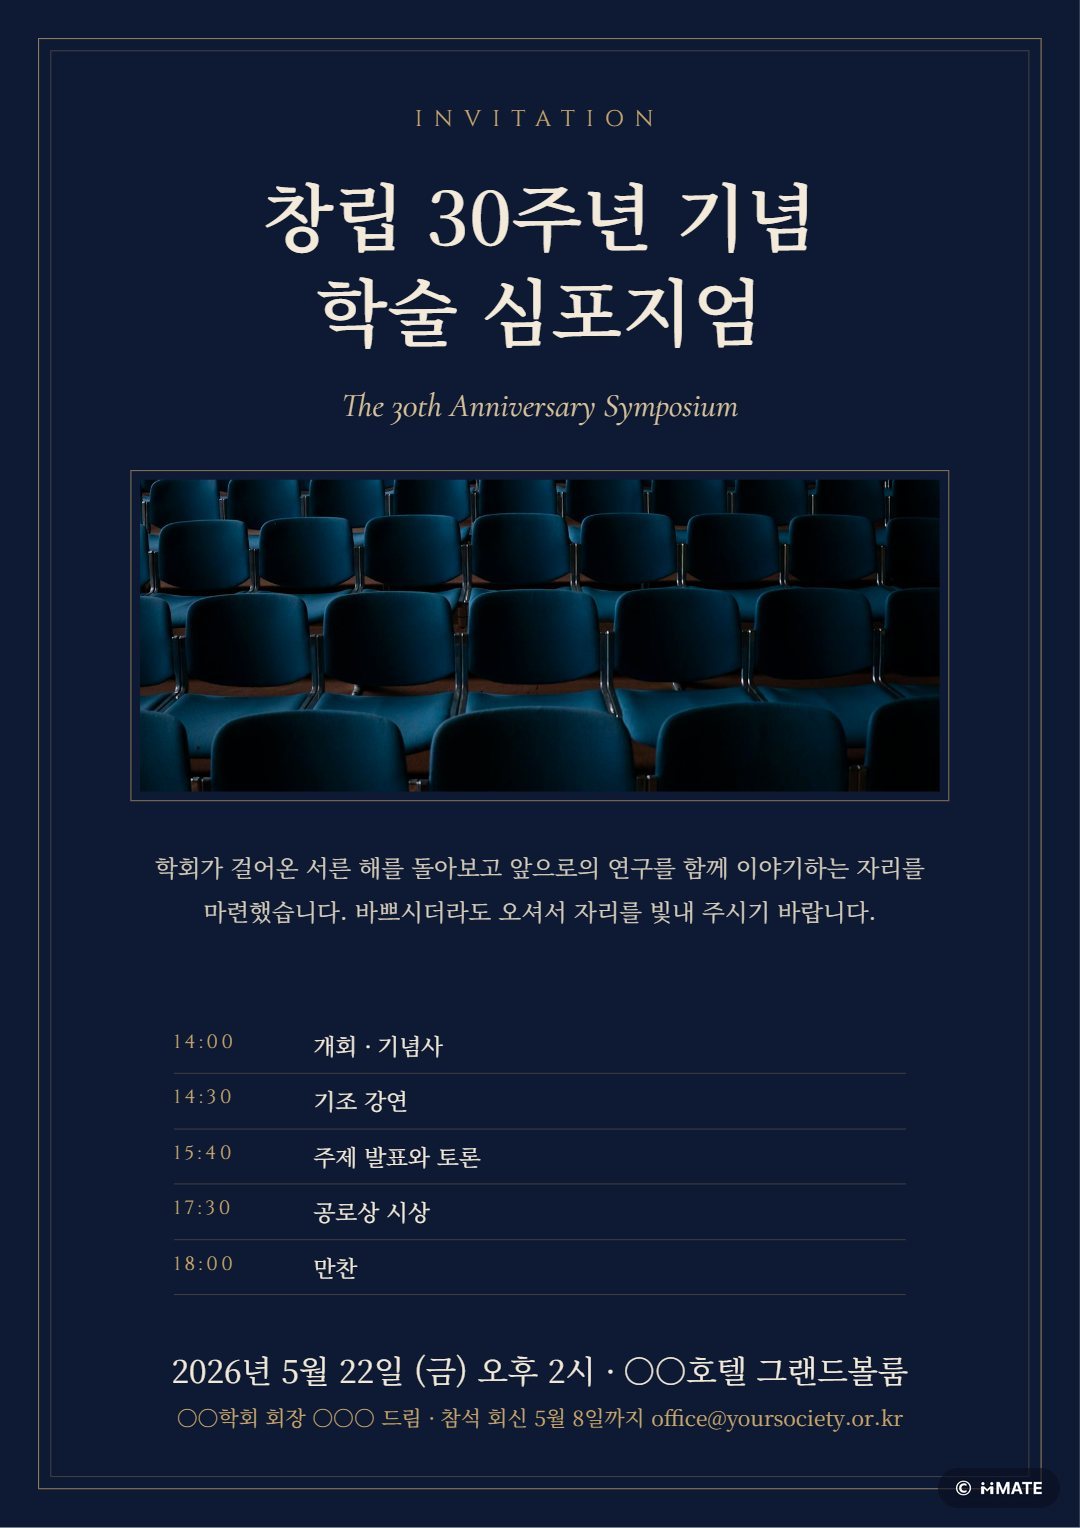 INVITATION
창립 30주년 기념
학술 심포지엄
The 30th Anniversary Symposium
학회가 걸어온 서른 해를 돌아보고 앞으로의 연구를 함께 이야기하는 자리를
마련했습니다. 바쁘시더라도 오셔서 자리를 빛내 주시기 바랍니다.
14:00 개회 · 기념사
14:30 기조 강연
15:40 주제 발표와 토론
17:30 공로상 시상
18:00 만찬
2026년 5월 22일 (금) 오후 2시 · ○○호텔 그랜드볼룸
○○학회 회장 ○○○ 드림 · 참석 회신 5월 8일까지 office@yoursociety.or.kr
© MMATE